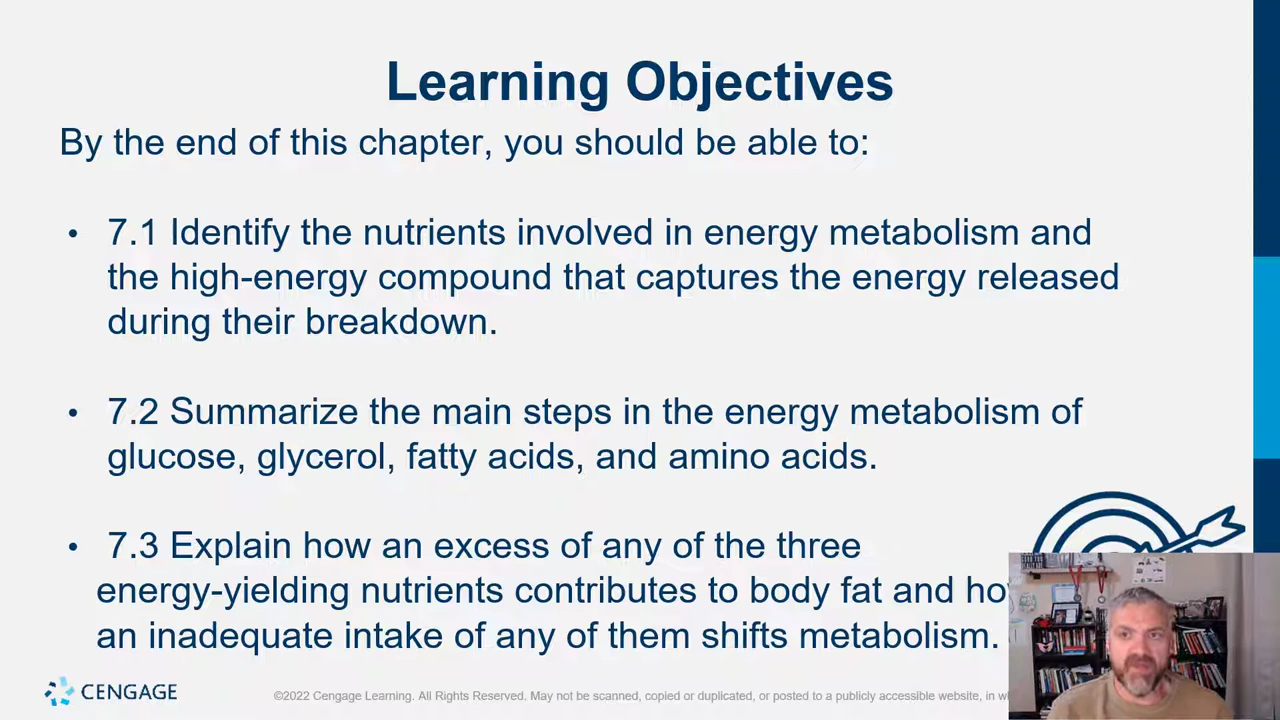 Learning Objectives
By the end of this chapter, you should be able to:
• 7.1 Identify the nutrients involved in energy metabolism and
the high-energy compound that captures the energy released
during their breakdown.
• 7.2 Summarize the main steps in the energy metabolism of
glucose, glycerol, fatty acids, and amino acids.
• 7.3 Explain how an excess of any of the three
energy-yielding nutrients contributes to body fat and
an inadequate intake of any of them shifts metabolism.
CENGAGE
©2022 Cengage Learning. All Rights Reserved. May not be scanned, copied or duplicated, or posted to a publicly accessible website, in